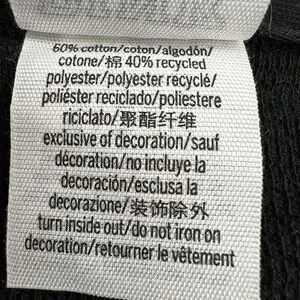 60% cotton/coton/algodón/
cotone/棉 40% recycled
polyester/polyester recyclé/
poliéster reciclado/poliestere
riciclato/聚酯纤维
exclusive of decoration/sauf
décoration/no incluye la
decoración/esclusa la
decorazione/装饰除外
turn inside out/do not iron on
decoration/retourner le vêtement